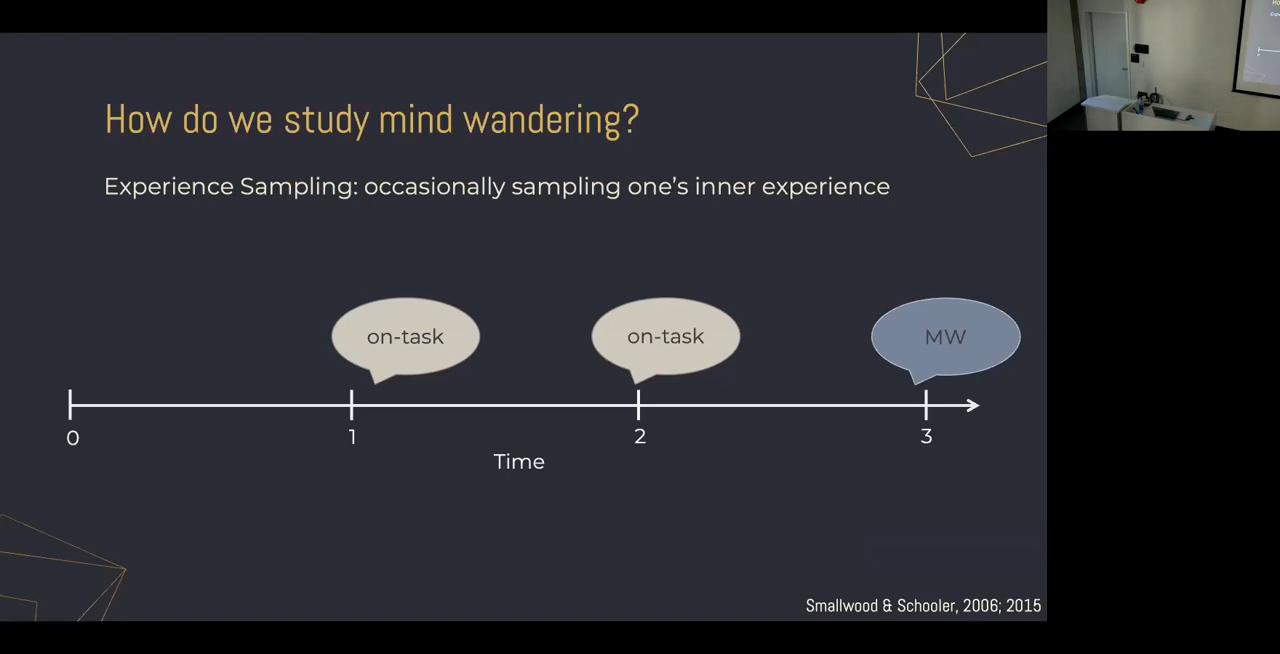 How do we study mind wandering?
Experience Sampling: occasionally sampling one's inner experience
on-task
on-task
MW
0
1
2
3
Time
Smallwood & Schooler, 2006; 2015